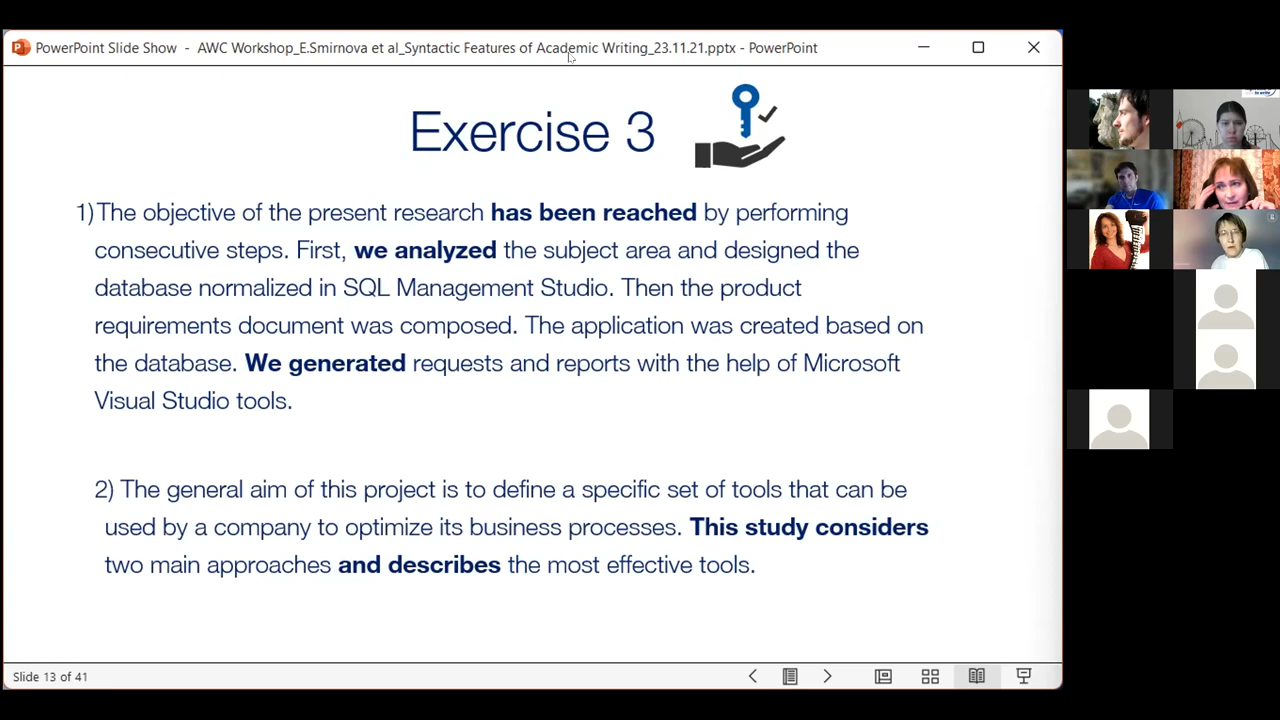 PowerPoint Slide Show - AWC Workshop_E.Smirnova et al_Syntactic Features of Academic Writing_23.11.21.pptx - PowerPoint
Exercise 3
1)The objective of the present research has been reached by performing
consecutive steps. First, we analyzed the subject area and designed the
database normalized in SQL Management Studio. Then the product
requirements document was composed. The application was created based on
the database. We generated requests and reports with the help of Microsoft
Visual Studio tools.
2) The general aim of this project is to define a specific set of tools that can be
used by a company to optimize its business processes. This study considers
two main approaches and describes the most effective tools.
Slide 13 of 41
to write